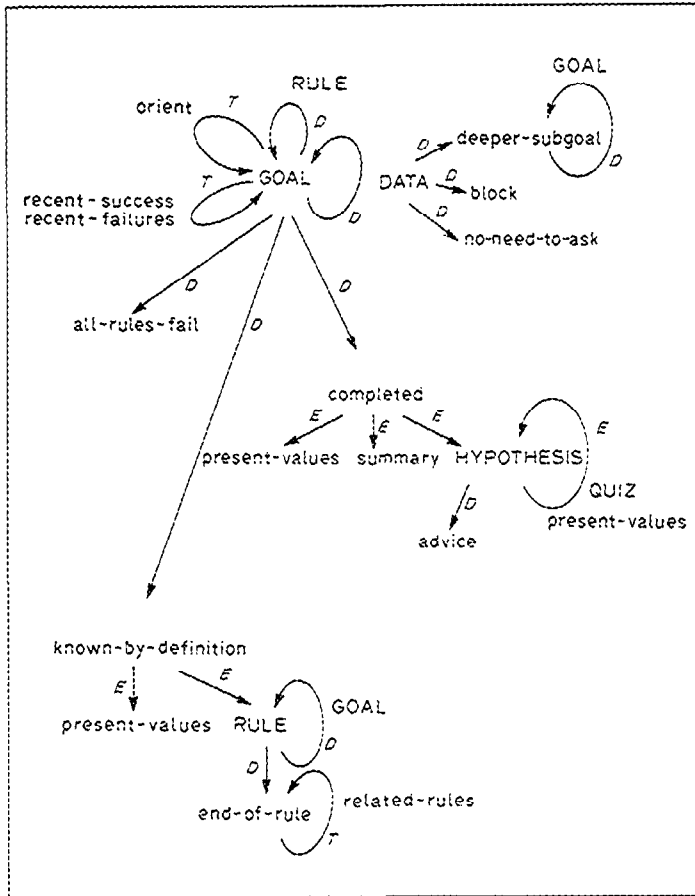 GOAL
RULE
orient
T
D
D
deeper-subgoal
D
T
GOAL
DATA
D
block
recent-success
recent-failures
D
D
no-need-to-ask
D
D
D
all-rules-fail
completed
E
E
E
E
present-values
summary
HYPOTHESIS
QUIZ
D
present-values
advice
known-by-definition
E
E
present-values
RULE
GOAL
D
D
end-of-rule
related-rules
T